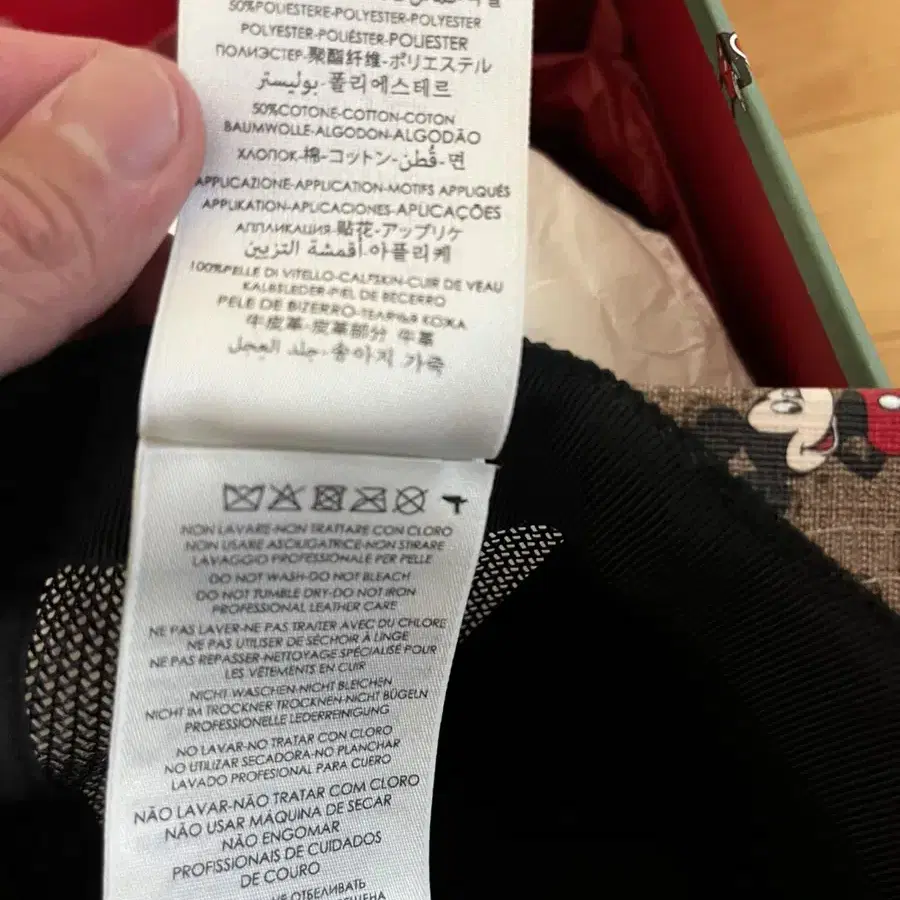 50%POLIESTERE-POLYESTER-POLYESTER
POLYESTER-POLIÉSTER-POLIESTER
ПОЛИЭСТЕР-聚酯纤维-ポリエステル
بوليستر-폴리에스테르
50%COTONE-COTTON-COTON
BAUMWOLLE-ALGODON-ALGODÃO
ХЛОПОК-棉-コットン-قُطن-면
APPLICAZIONE-APPLICATION-MOTIFS APPLIQUÉS
APPLIKATION-APLICACIONES-APLICAÇÕES
АППЛИКАЦИЯ-贴花-アップリケ
أقمشة التزيين-아플리케
100%PELLE DI VITELLO-CALFSKIN-CUIR DE VEAU
KALBSLEDER-PIEL DE BECERRO
PELE DE BIZERRO-ТЕЛЯЧЬЯ КОЖА
牛皮革-皮革部分 牛革
جلد العجل-송아지 가죽
NON LAVARE-NON TRATTARE CON CLORO
NON USARE ASCIUGATRICE-NON STIRARE
LAVAGGIO PROFESSIONALE PER PELLE
DO NOT WASH-DO NOT BLEACH
DO NOT TUMBLE DRY-DO NOT IRON
PROFESSIONAL LEATHER CARE
NE PAS LAVER-NE PAS TRAITER AVEC DU CHLORE
NE PAS UTILISER DE SÉCHOIR À LINGE
NE PAS REPASSER-NETTOYAGE SPÉCIALISÉ POUR
LES VÊTEMENTS EN CUIR
NICHT WASCHEN-NICHT BLEICHEN
NICHT IM TROCKNER TROCKNEN-NICHT BÜGELN
PROFESSIONELLE LEDERREINIGUNG
NO LAVAR-NO TRATAR CON CLORO
NO UTILIZAR SECADORA-NO PLANCHAR
LAVADO PROFESIONAL PARA CUERO
NÃO LAVAR-NÃO TRATAR COM CLORO
NÃO USAR MÁQUINA DE SECAR
NÃO ENGOMAR
PROFISSIONAIS DE CUIDADOS
DE COURO
НЕ ОТБЕЛИВАТЬ